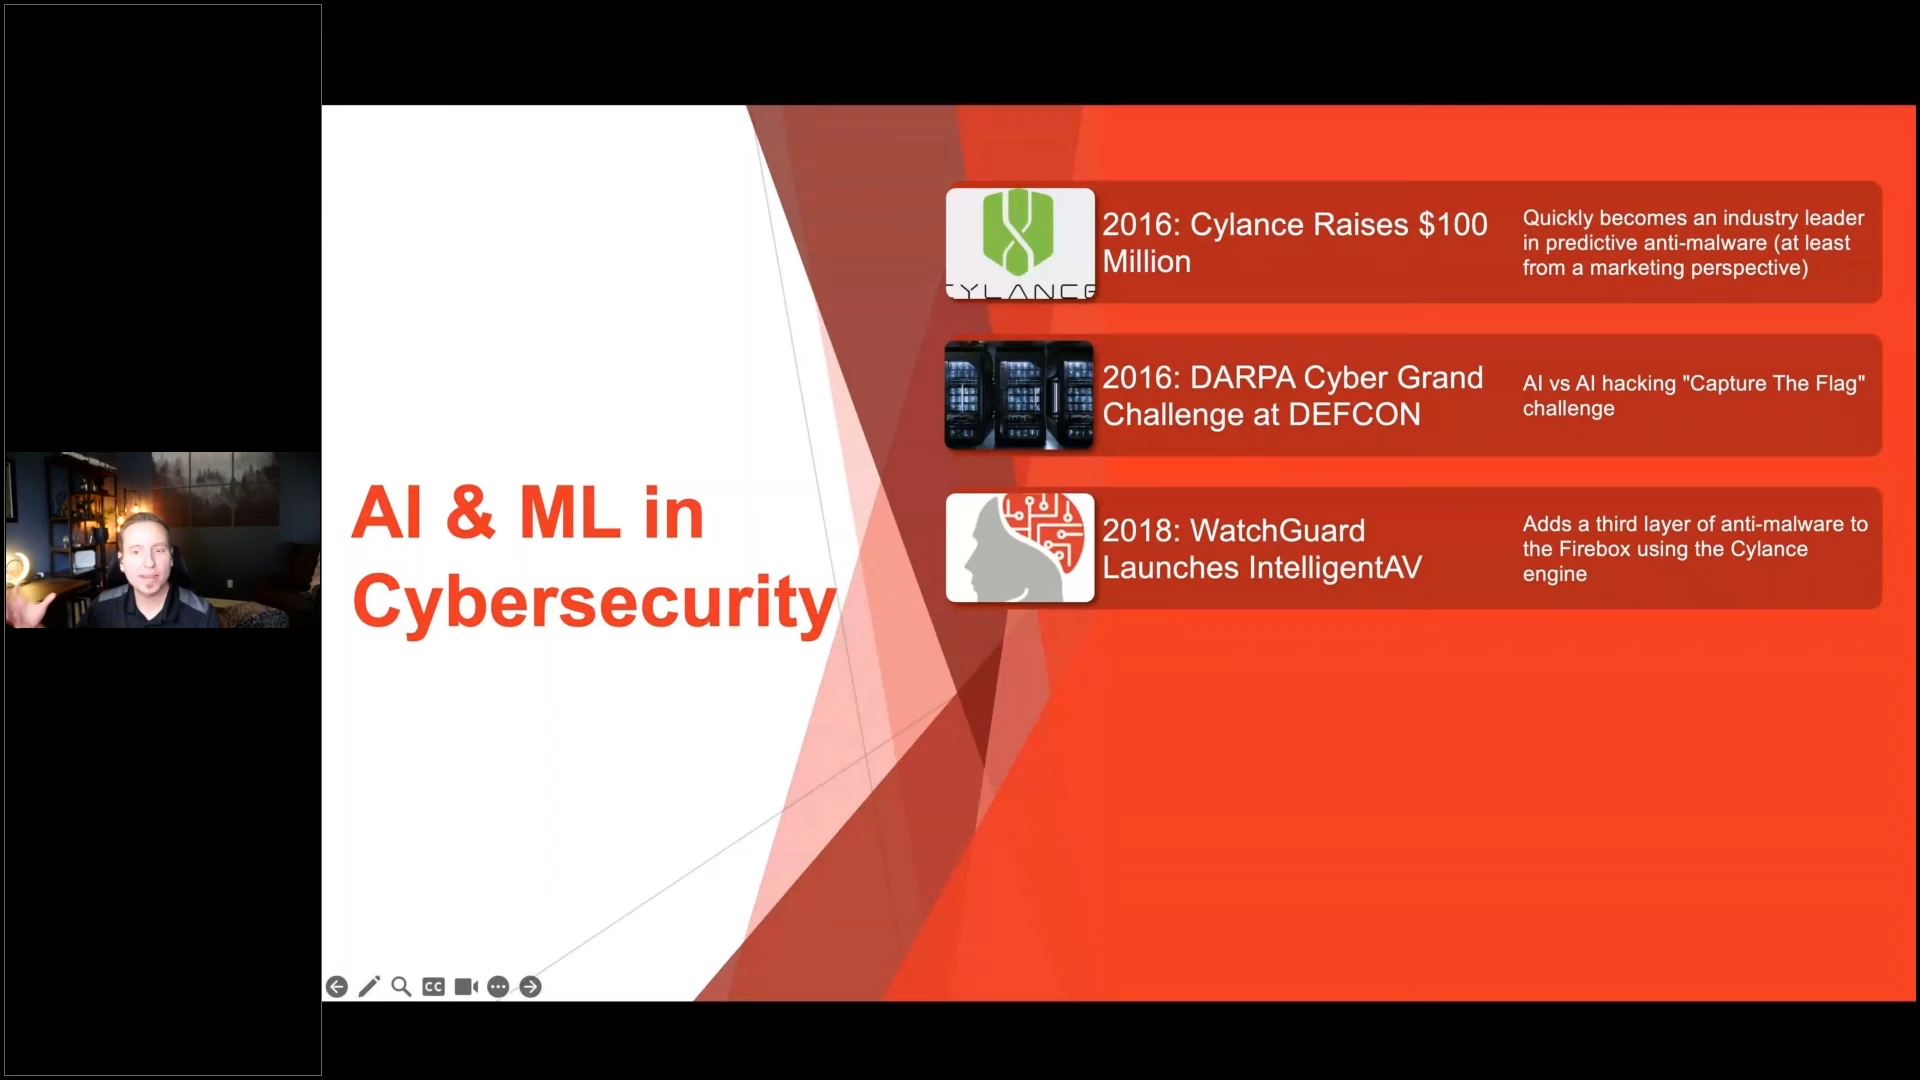 AI & ML in
Cybersecurity
CYLANCE
2016: Cylance Raises $100
Million
Quickly becomes an industry leader
in predictive anti-malware (at least
from a marketing perspective)
2016: DARPA Cyber Grand
Challenge at DEFCON
AI vs AI hacking "Capture The Flag"
challenge
2018: WatchGuard
Launches IntelligentAV
Adds a third layer of anti-malware to
the Firebox using the Cylance
engine
CC